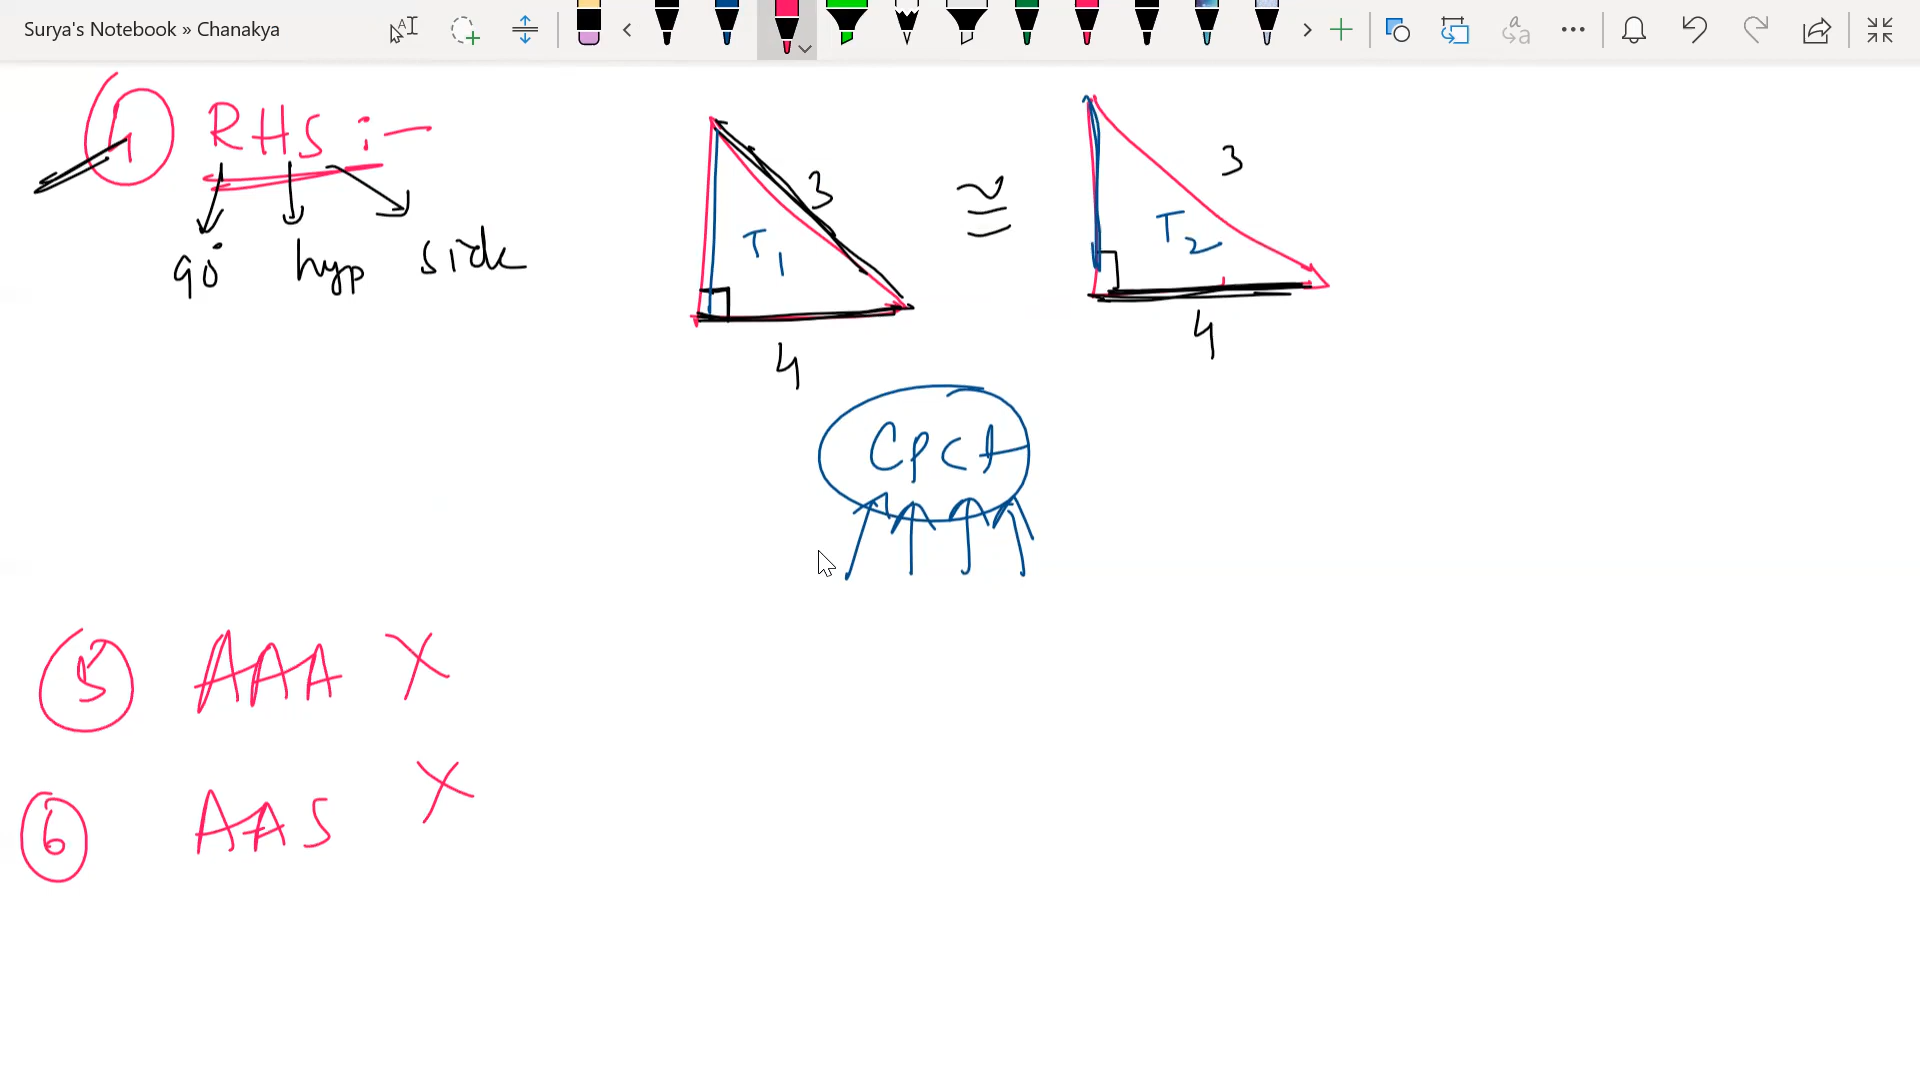 Surya's Notebook » Chanakya
4 RHS :-
90° hyp side
3
T1
4
≅
3
T2
4
CPCT
5 AAA X
6 AAS X